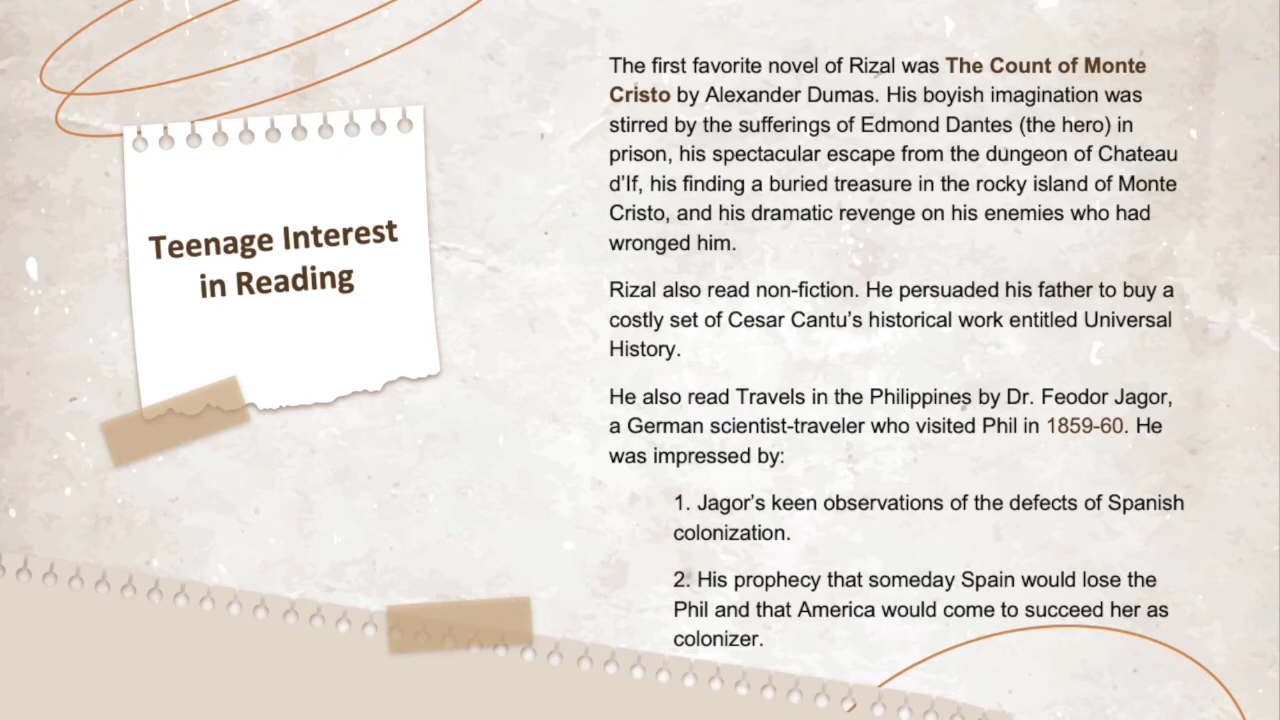 Teenage Interest
in Reading
The first favorite novel of Rizal was The Count of Monte
Cristo by Alexander Dumas. His boyish imagination was
stirred by the sufferings of Edmond Dantes (the hero) in
prison, his spectacular escape from the dungeon of Chateau
d’If, his finding a buried treasure in the rocky island of Monte
Cristo, and his dramatic revenge on his enemies who had
wronged him.
Rizal also read non-fiction. He persuaded his father to buy a
costly set of Cesar Cantu’s historical work entitled Universal
History.
He also read Travels in the Philippines by Dr. Feodor Jagor,
a German scientist-traveler who visited Phil in 1859-60. He
was impressed by:
1. Jagor’s keen observations of the defects of Spanish
colonization.
2. His prophecy that someday Spain would lose the
Phil and that America would come to succeed her as
colonizer.